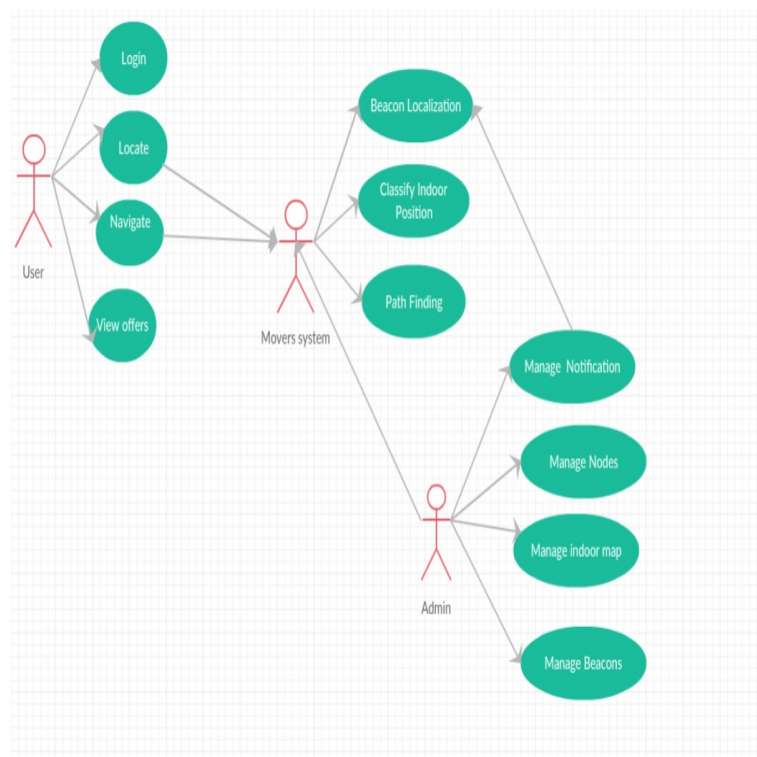 Login
Locate
Navigate
View offers
User
Movers system
Beacon Localization
Classify Indoor
Position
Path Finding
Manage Notification
Manage Nodes
Manage indoor map
Manage Beacons
Admin